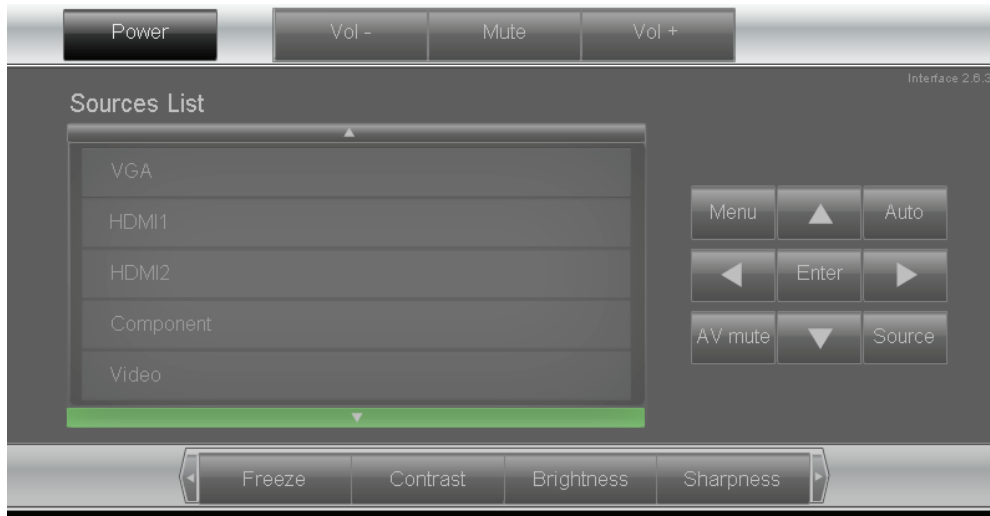 Power Vol - Mute Vol +
Interface 2.6.3
Sources List
VGA
HDMI1
HDMI2
Component
Video
Menu Auto
Enter
AV mute Source
Freeze Contrast Brightness Sharpness